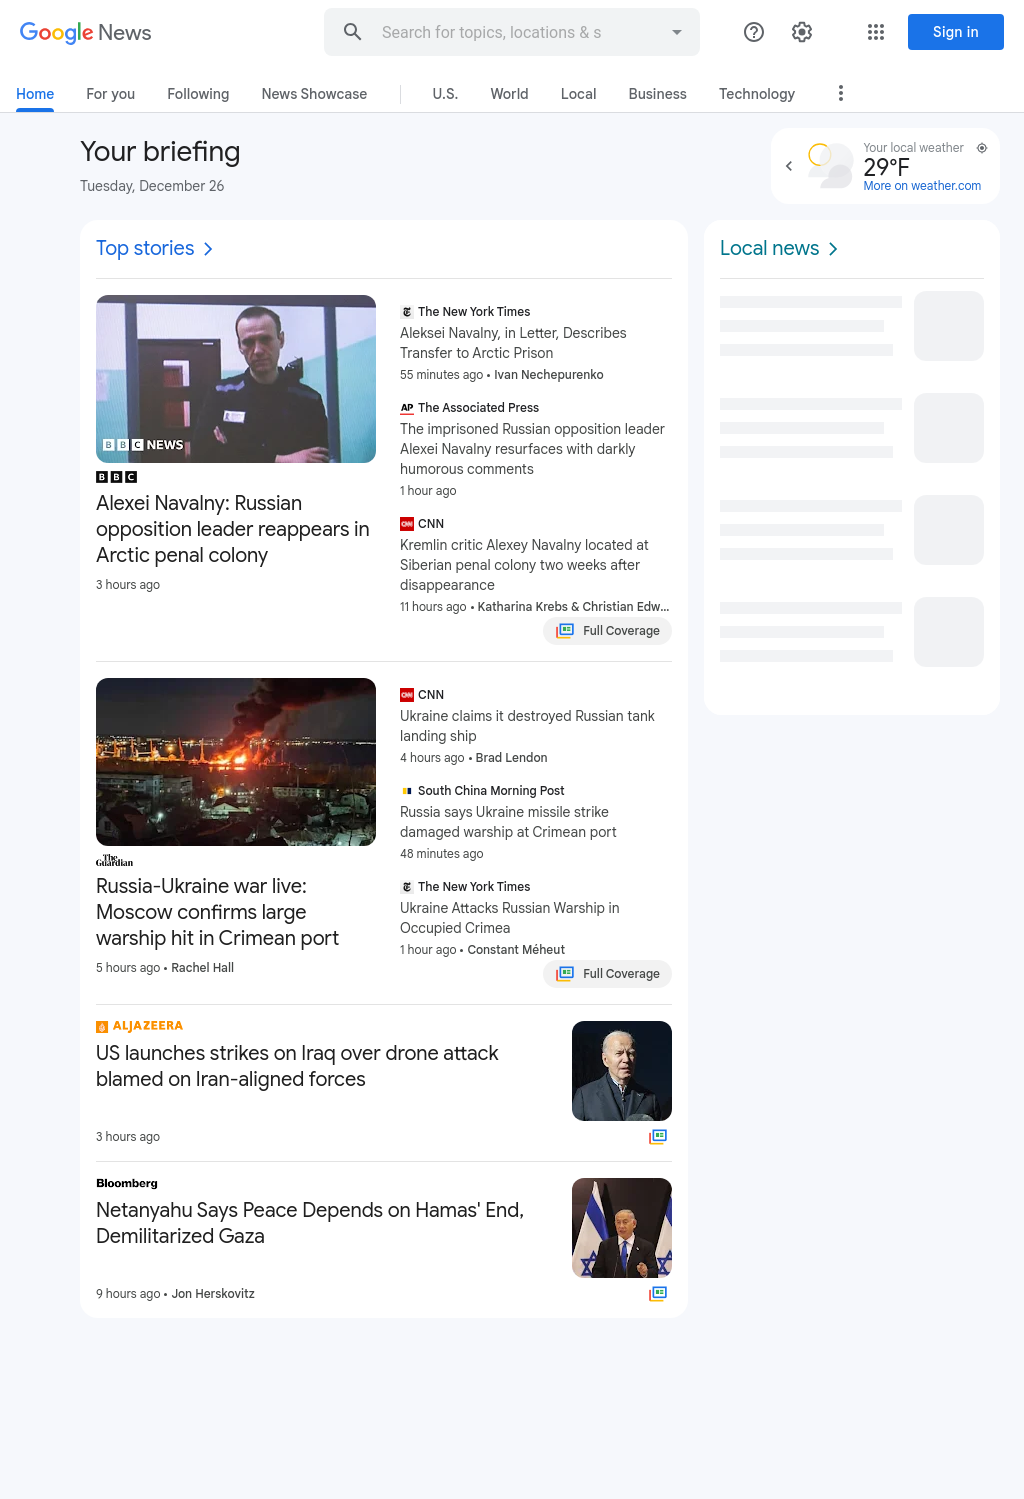 Google News
Search for topics, locations & s
Sign in
Home
For you
Following
News Showcase
U.S.
World
Local
Business
Technology
Your briefing
Tuesday, December 26
Your local weather
29°F
More on weather.com
Top stories
BBC NEWS
BBC
Alexei Navalny: Russian
opposition leader reappears in
Arctic penal colony
3 hours ago
The New York Times
Aleksei Navalny, in Letter, Describes
Transfer to Arctic Prison
55 minutes ago • Ivan Nechepurenko
AP The Associated Press
The imprisoned Russian opposition leader
Alexei Navalny resurfaces with darkly
humorous comments
1 hour ago
CNN CNN
Kremlin critic Alexey Navalny located at
Siberian penal colony two weeks after
disappearance
11 hours ago • Katharina Krebs & Christian Edw...
Full Coverage
The Guardian
Russia-Ukraine war live:
Moscow confirms large
warship hit in Crimean port
5 hours ago • Rachel Hall
CNN CNN
Ukraine claims it destroyed Russian tank
landing ship
4 hours ago • Brad Lendon
South China Morning Post
Russia says Ukraine missile strike
damaged warship at Crimean port
48 minutes ago
The New York Times
Ukraine Attacks Russian Warship in
Occupied Crimea
1 hour ago • Constant Méheut
Full Coverage
ALJAZEERA
US launches strikes on Iraq over drone attack
blamed on Iran-aligned forces
3 hours ago
Bloomberg
Netanyahu Says Peace Depends on Hamas' End,
Demilitarized Gaza
9 hours ago • Jon Herskovitz
Local news